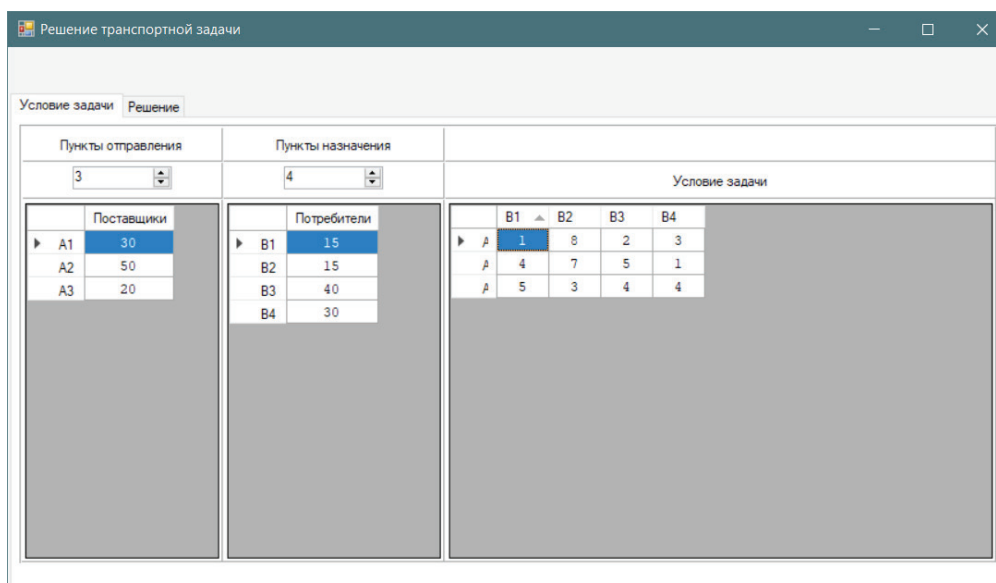 Решение транспортной задачи
Условие задачи Решение
Пункты отправления Пункты назначения
3 4 Условие задачи
Поставщики Потребители B1 B2 B3 B4
A1 30 B1 15 A 1 8 2 3
A2 50 B2 15 A 4 7 5 1
A3 20 B3 40 A 5 3 4 4
B4 30